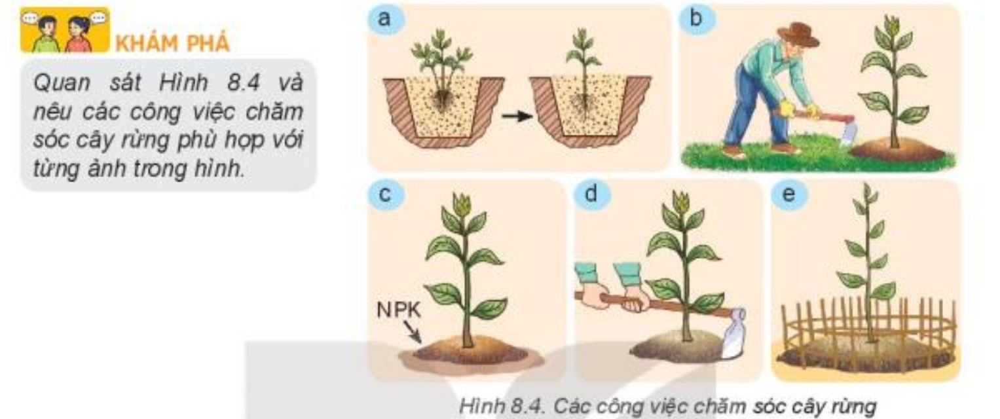 KHÁM PHÁ
Quan sát Hình 8.4 và
nêu các công việc chăm
sóc cây rừng phù hợp với
từng ảnh trong hình.
a
b
c
d
e
NPK
Hình 8.4. Các công việc chăm sóc cây rừng